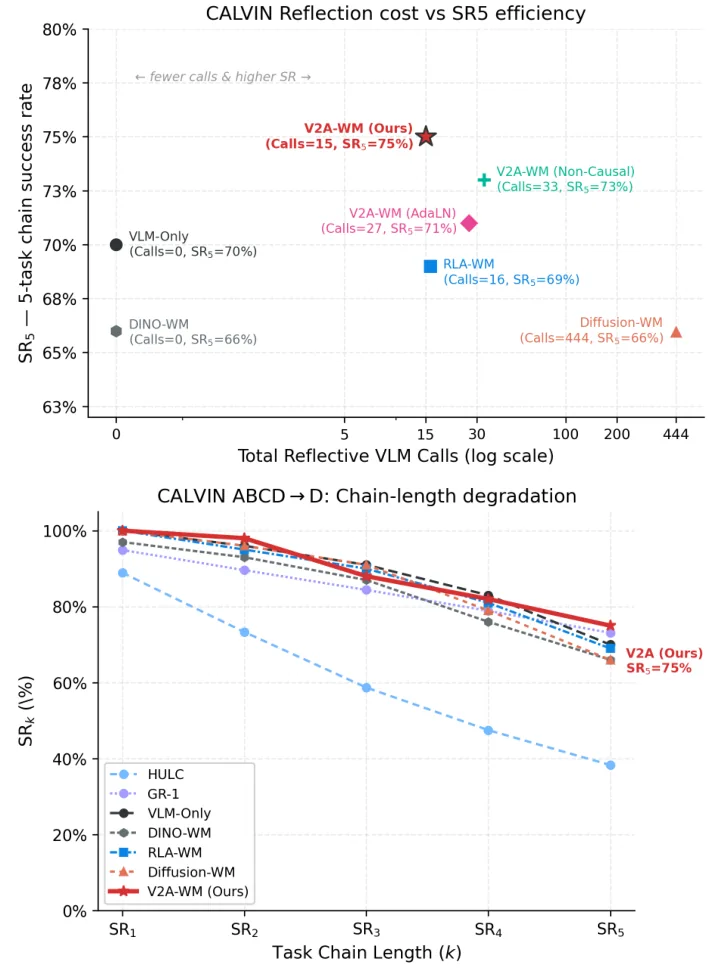 CALVIN Reflection cost vs SR5 efficiency
80%
78%
75%
73%
70%
68%
65%
63%
SR₅ — 5-task chain success rate
← fewer calls & higher SR →
V2A-WM (Ours)
(Calls=15, SR₅=75%)
V2A-WM (Non-Causal)
(Calls=33, SR₅=73%)
V2A-WM (AdaLN)
(Calls=27, SR₅=71%)
VLM-Only
(Calls=0, SR₅=70%)
RLA-WM
(Calls=16, SR₅=69%)
DINO-WM
(Calls=0, SR₅=66%)
Diffusion-WM
(Calls=444, SR₅=66%)
0 5 15 30 100 200 444
Total Reflective VLM Calls (log scale)
CALVIN ABCD→D: Chain-length degradation
100%
80%
60%
40%
20%
0%
SRₖ (\%)
V2A (Ours)
SR₅=75%
HULC
GR-1
VLM-Only
DINO-WM
RLA-WM
Diffusion-WM
V2A-WM (Ours)
SR₁ SR₂ SR₃ SR₄ SR₅
Task Chain Length (k)